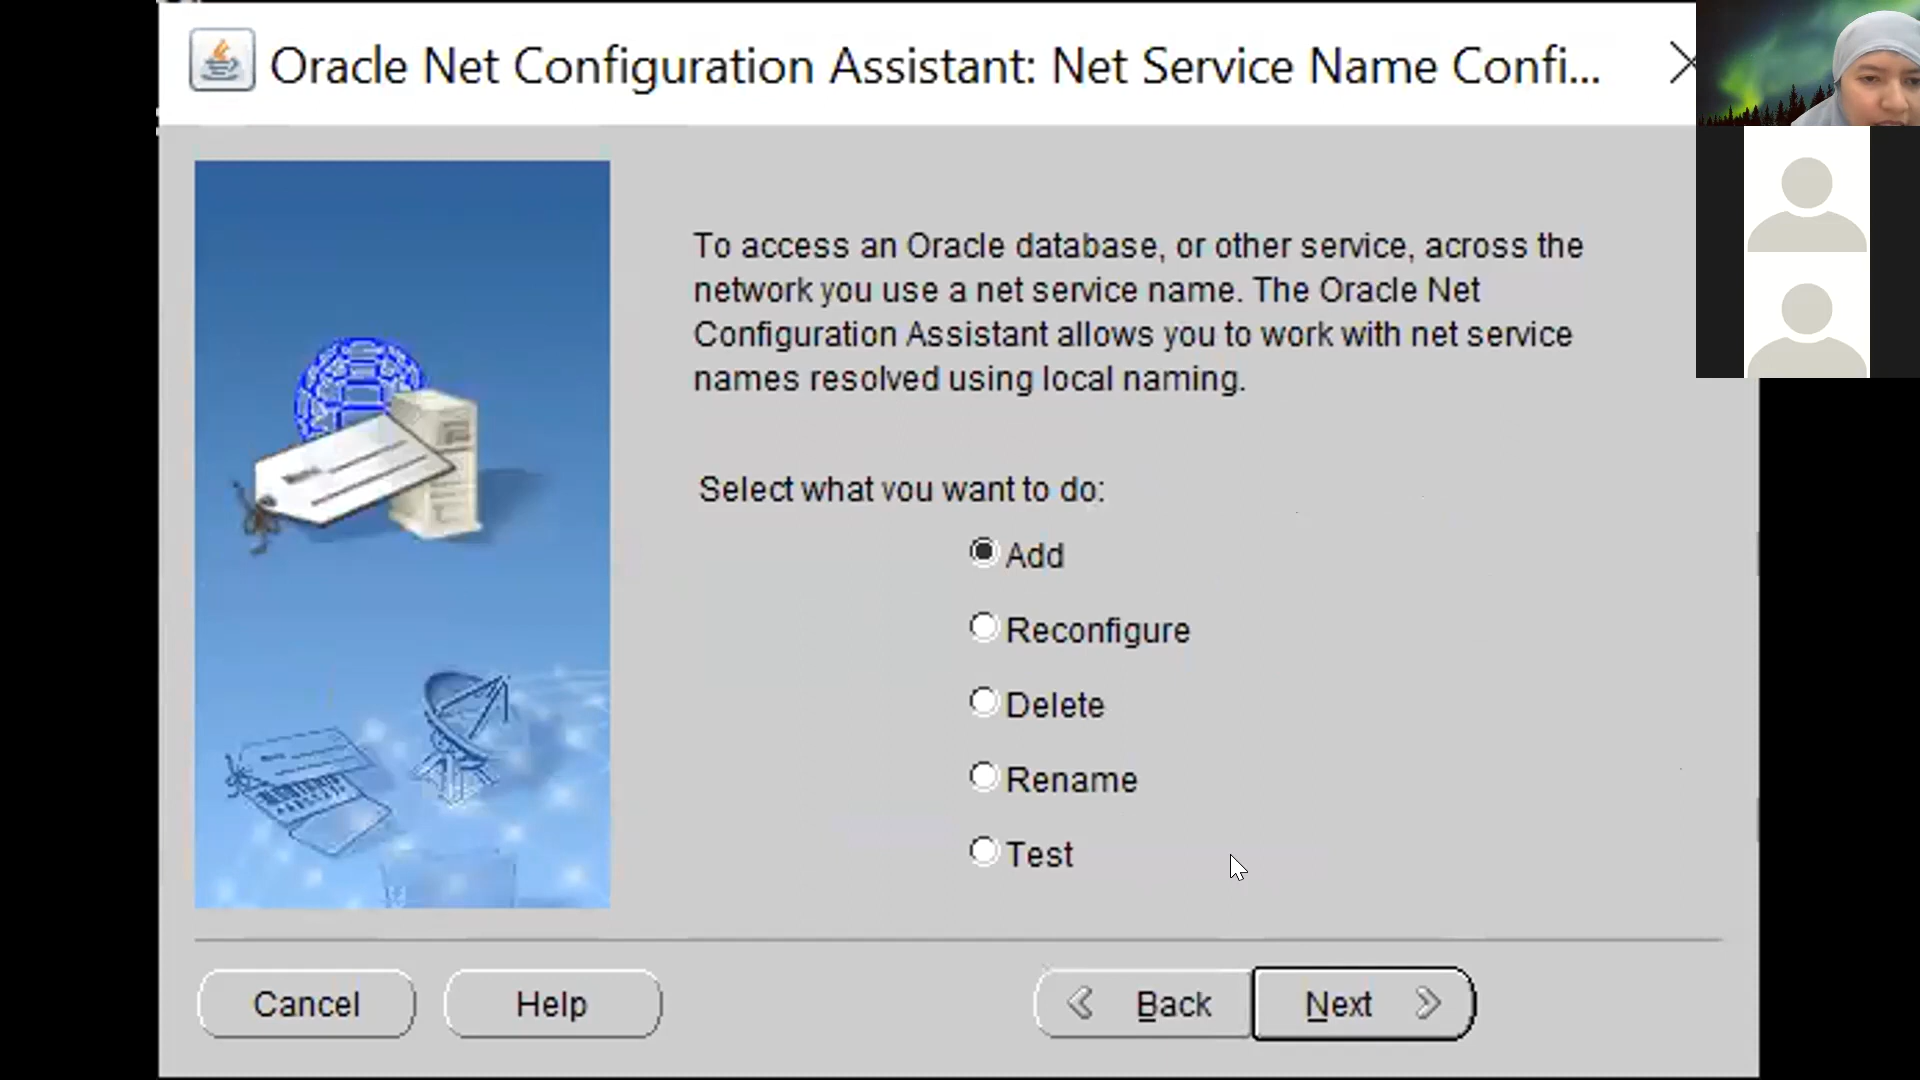 Oracle Net Configuration Assistant: Net Service Name Confi...
To access an Oracle database, or other service, across the
network you use a net service name. The Oracle Net
Configuration Assistant allows you to work with net service
names resolved using local naming.
Select what you want to do:
Add
Reconfigure
Delete
Rename
Test
Cancel
Help
Back
Next